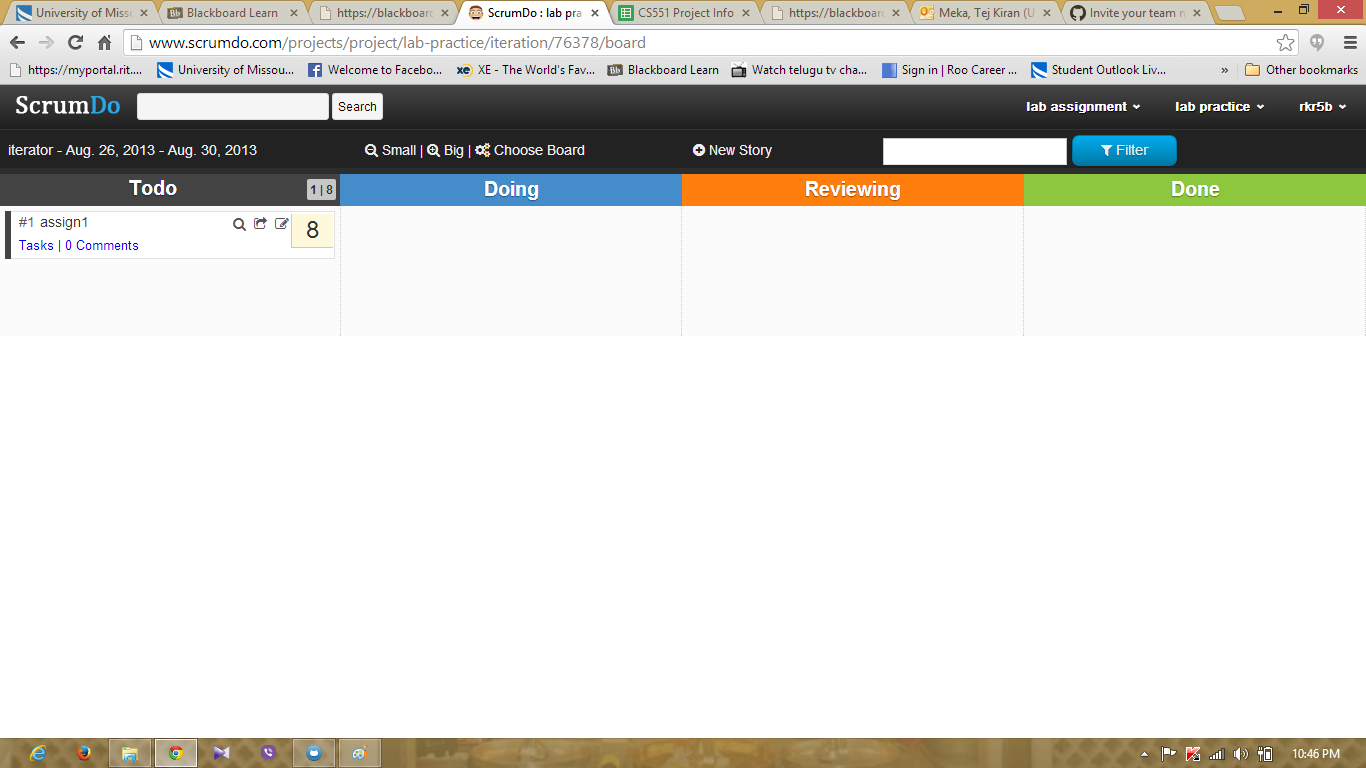 University of Miss
Blackboard Learn
https://blackboard
ScrumDo : lab pra
CS551 Project Info
https://blackboard
Meka, Tej Kiran (U
Invite your team n
www.scrumdo.com/projects/project/lab-practice/iteration/76378/board
https://myportal.rit....
University of Missou...
Welcome to Facebo...
XE - The World's Fav...
Bb Blackboard Learn
Watch telugu tv cha...
Sign in | Roo Career ...
Student Outlook Liv...
» Other bookmarks
ScrumDo
Search
lab assignment
lab practice
rkr5b
iterator - Aug. 26, 2013 - Aug. 30, 2013
Small | Big | Choose Board
New Story
Filter
Todo
1 | 8
Doing
Reviewing
Done
#1 assign1
8
Tasks | 0 Comments
10:46 PM